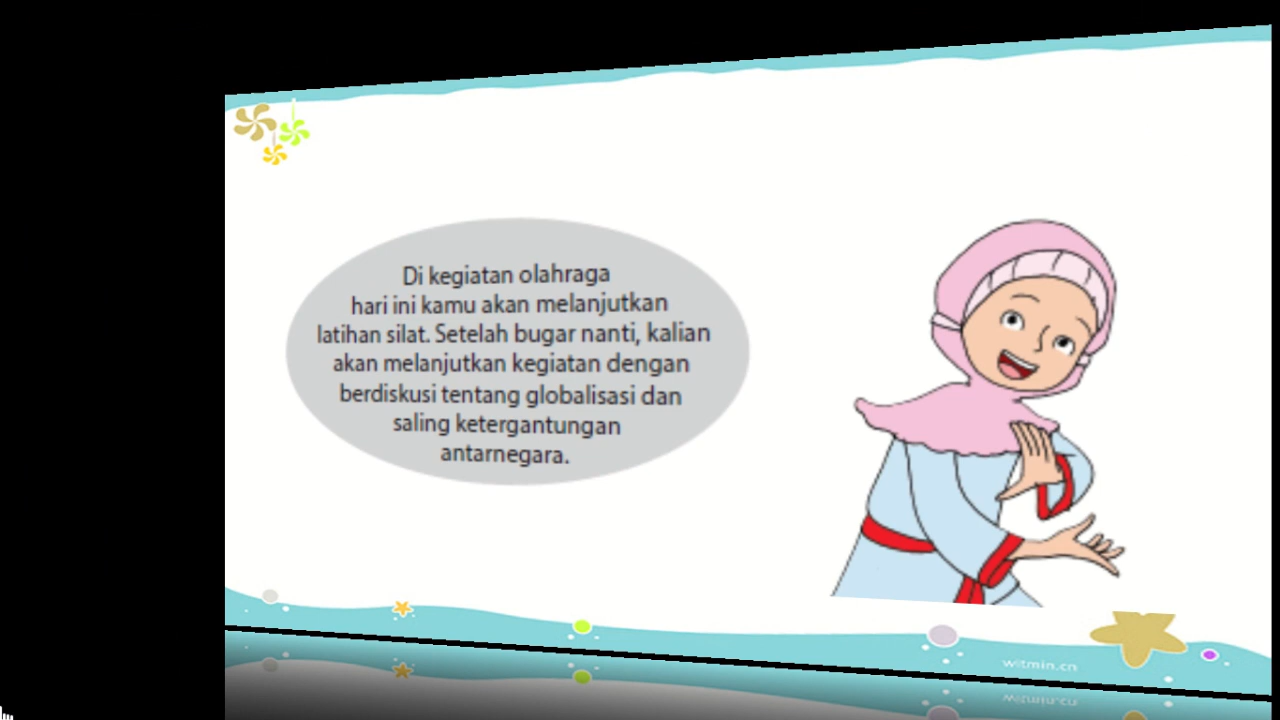 Di kegiatan olahraga
hari ini kamu akan melanjutkan
latihan silat. Setelah bugar nanti, kalian
akan melanjutkan kegiatan dengan
berdiskusi tentang globalisasi dan
saling ketergantungan
antarnegara.
witmin.cn